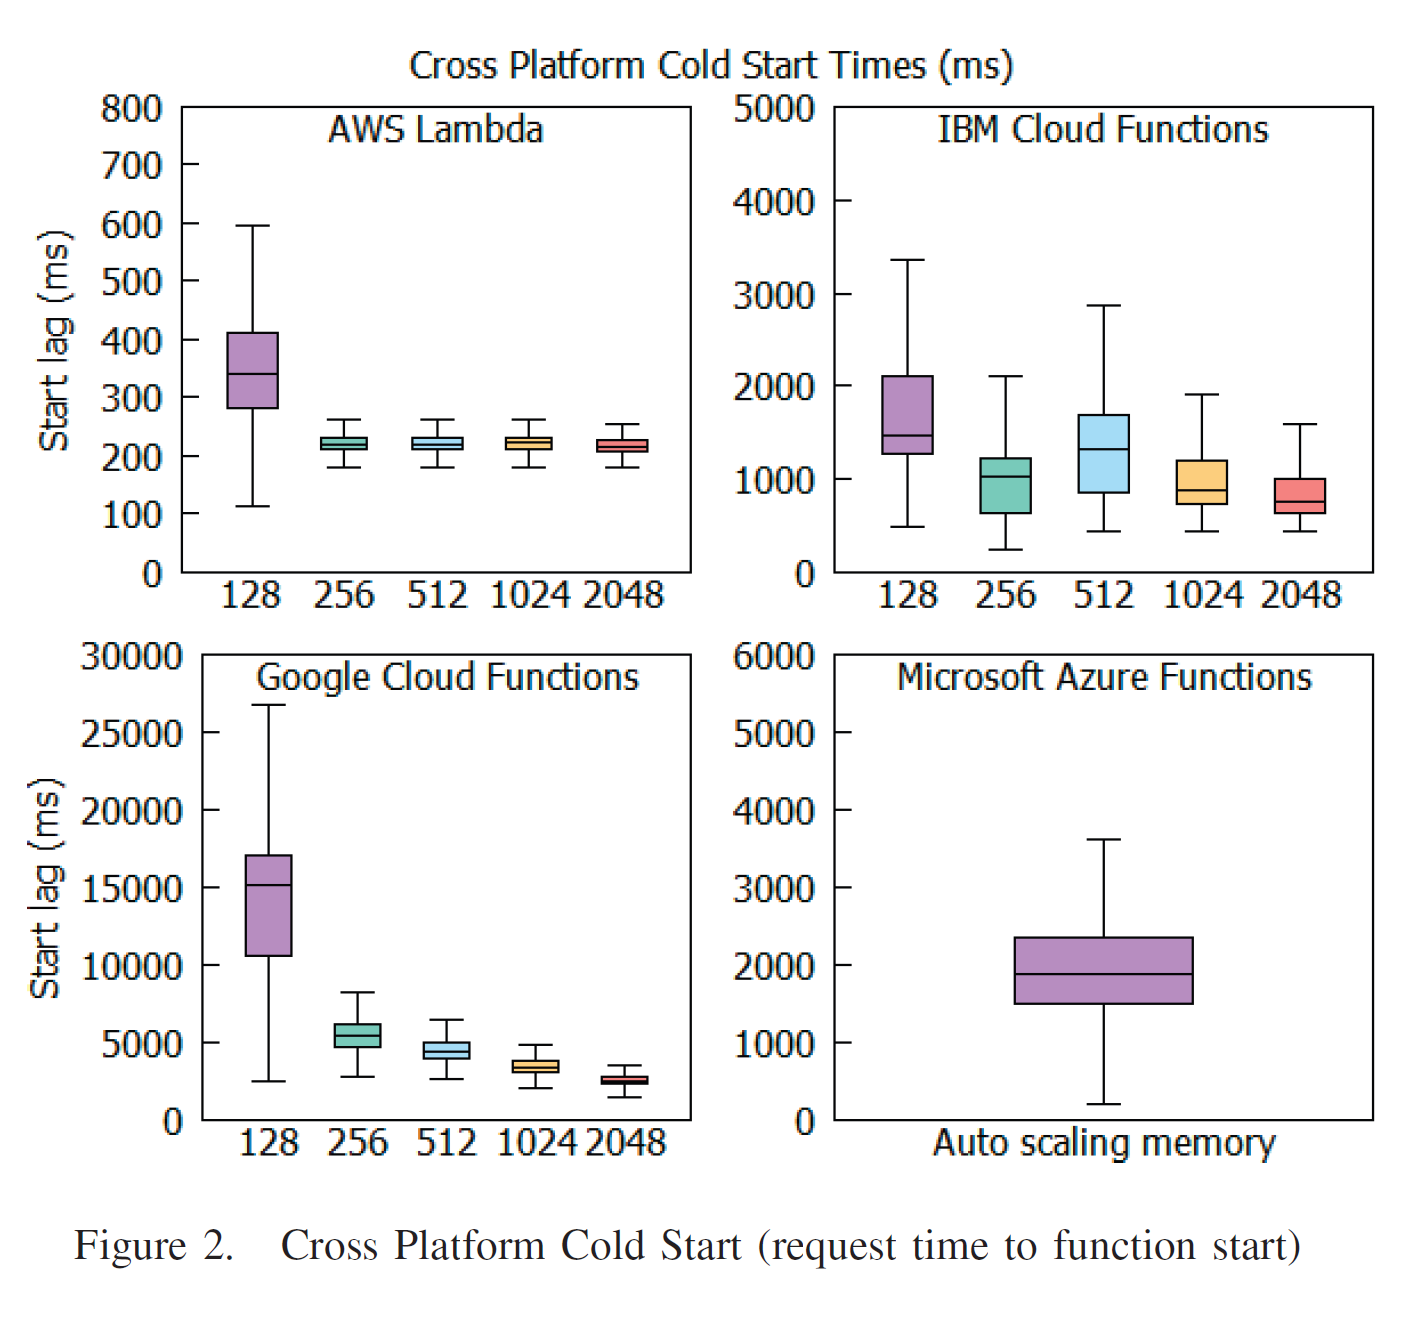 Cross Platform Cold Start Times (ms)
AWS Lambda
800
700
600
500
400
300
200
100
0
Start lag (ms)
128 256 512 1024 2048
IBM Cloud Functions
5000
4000
3000
2000
1000
0
128 256 512 1024 2048
Google Cloud Functions
30000
25000
20000
15000
10000
5000
0
Start lag (ms)
128 256 512 1024 2048
Microsoft Azure Functions
6000
5000
4000
3000
2000
1000
0
Auto scaling memory
Figure 2. Cross Platform Cold Start (request time to function start)